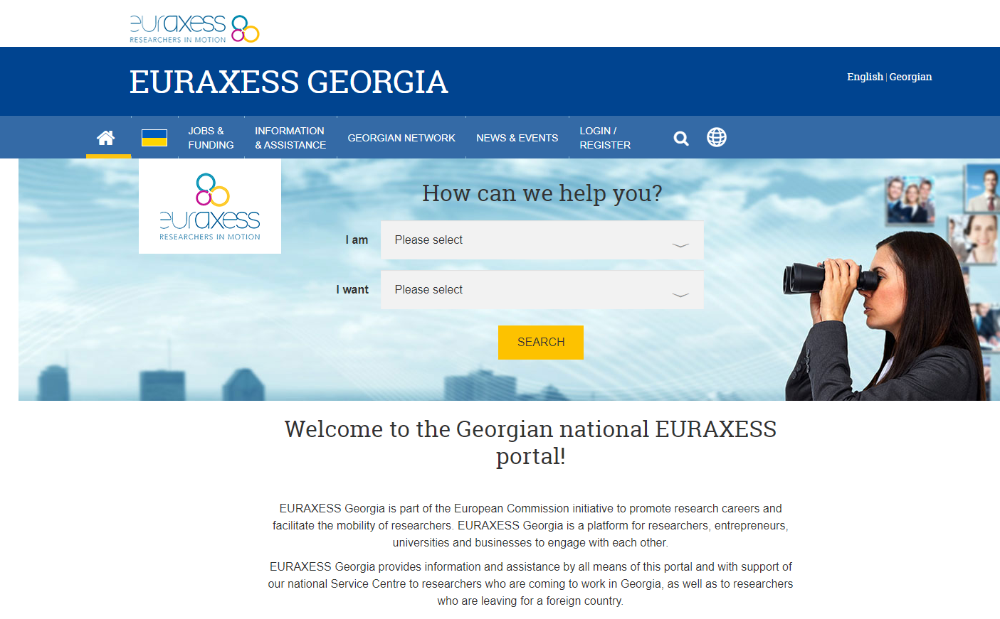 euraxess
RESEARCHERS IN MOTION
EURAXESS GEORGIA
English | Georgian
JOBS &
FUNDING
INFORMATION
& ASSISTANCE
GEORGIAN NETWORK
NEWS & EVENTS
LOGIN /
REGISTER
euraxess
RESEARCHERS IN MOTION
How can we help you?
I am
Please select
I want
Please select
SEARCH
Welcome to the Georgian national EURAXESS
portal!
EURAXESS Georgia is part of the European Commission initiative to promote research careers and
facilitate the mobility of researchers. EURAXESS Georgia is a platform for researchers, entrepreneurs,
universities and businesses to engage with each other.
EURAXESS Georgia provides information and assistance by all means of this portal and with support of
our national Service Centre to researchers who are coming to work in Georgia, as well as to researchers
who are leaving for a foreign country.